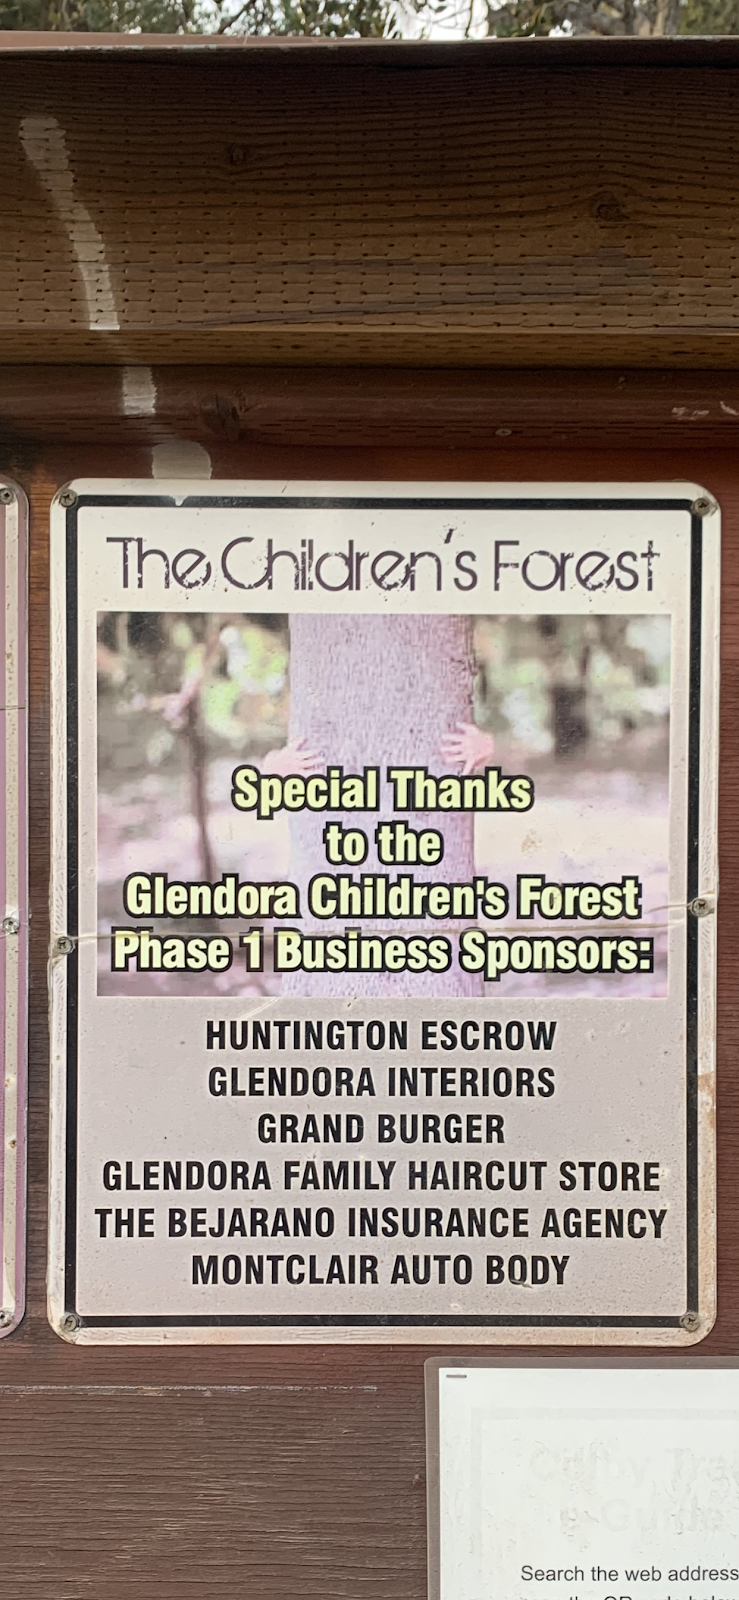 The Children's Forest
Special Thanks
to the
Glendora Children's Forest
Phase 1 Business Sponsors:
HUNTINGTON ESCROW
GLENDORA INTERIORS
GRAND BURGER
GLENDORA FAMILY HAIRCUT STORE
THE BEJARANO INSURANCE AGENCY
MONTCLAIR AUTO BODY
Guide
Search the web address